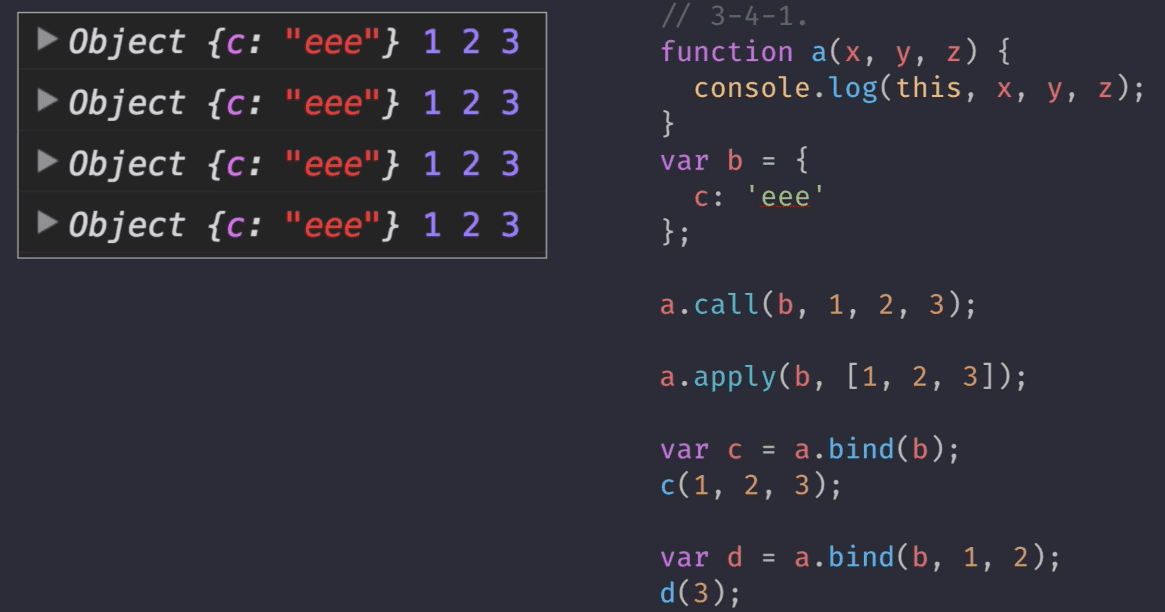 ▶ Object {c: "eee"} 1 2 3
▶ Object {c: "eee"} 1 2 3
▶ Object {c: "eee"} 1 2 3
▶ Object {c: "eee"} 1 2 3
// 3-4-1.
function a(x, y, z) {
  console.log(this, x, y, z);
}
var b = {
  c: 'eee'
};

a.call(b, 1, 2, 3);

a.apply(b, [1, 2, 3]);

var c = a.bind(b);
c(1, 2, 3);

var d = a.bind(b, 1, 2);
d(3);